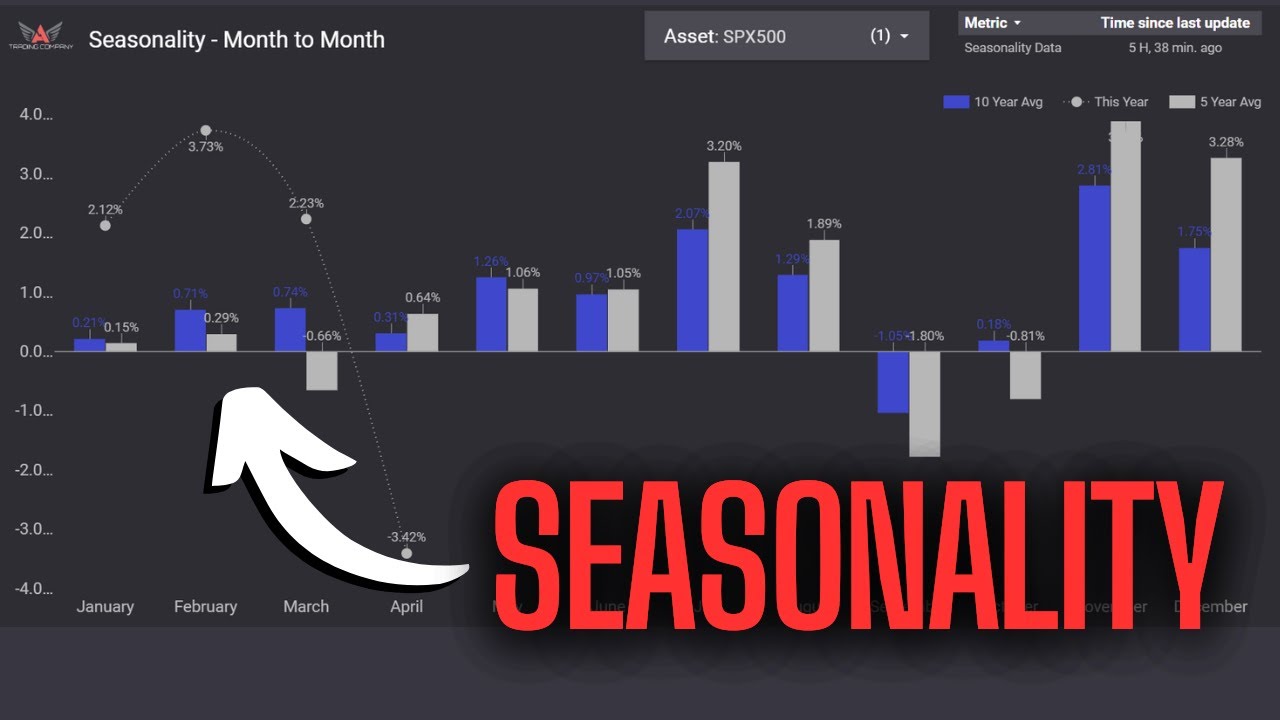 A
TRADING COMPANY
Seasonality - Month to Month
Asset: SPX500 (1)
Metric Time since last update
Seasonality Data 5 H, 38 min. ago
10 Year Avg This Year 5 Year Avg
4.0...
3.0...
2.0...
1.0...
0.0...
-1.0...
-2.0...
-3.0...
-4.0...
2.12%
3.73%
2.23%
-3.42%
0.21% 0.15%
0.71% 0.29%
0.74% -0.66%
0.31% 0.64%
1.26% 1.06%
0.97% 1.05%
2.07% 3.20%
1.29% 1.89%
-1.05% -1.80%
0.18% -0.81%
2.81%
1.75% 3.28%
January February March April
SEASONALITY